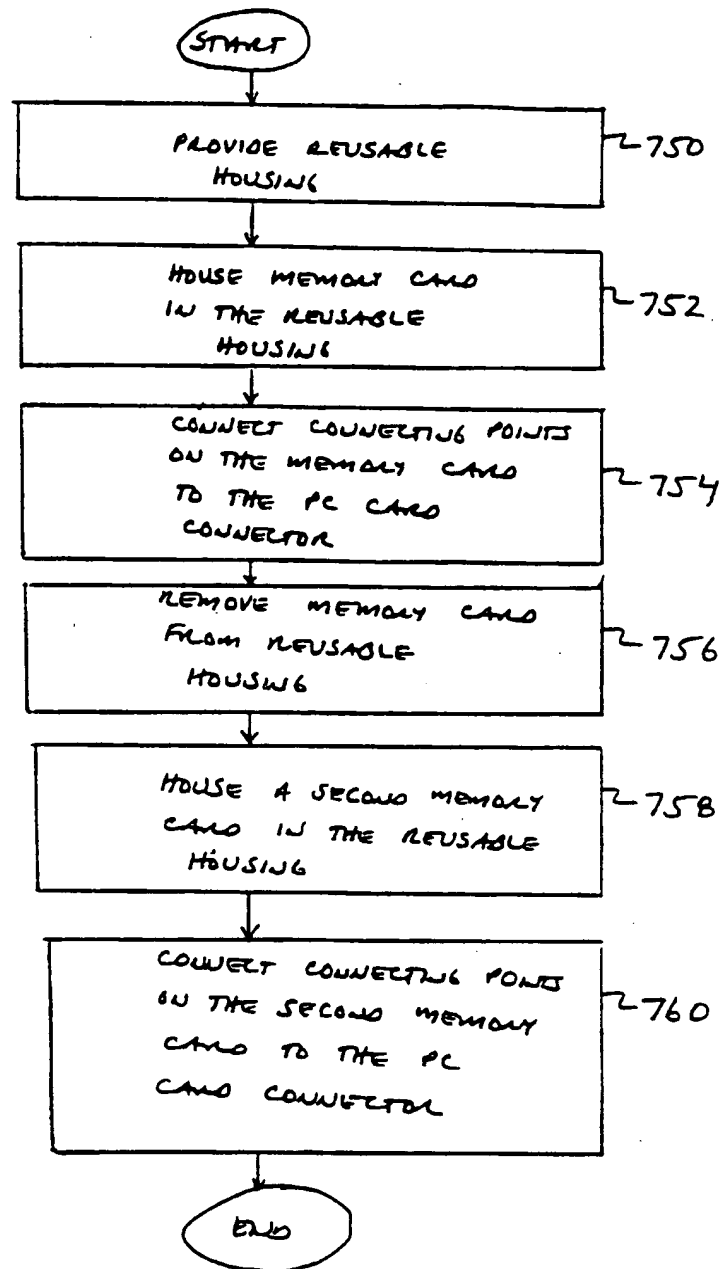 START
PROVIDE REUSABLE
HOUSING
750
HOUSE MEMORY CARD
IN THE REUSABLE
HOUSING
752
CONNECT CONNECTING POINTS
ON THE MEMORY CARD
TO THE PC CARD
CONNECTOR
754
REMOVE MEMORY CARD
FROM REUSABLE
HOUSING
756
HOUSE A SECOND MEMORY
CARD IN THE REUSABLE
HOUSING
758
CONNECT CONNECTING POINTS
ON THE SECOND MEMORY
CARD TO THE PC
CARD CONNECTOR
760
END